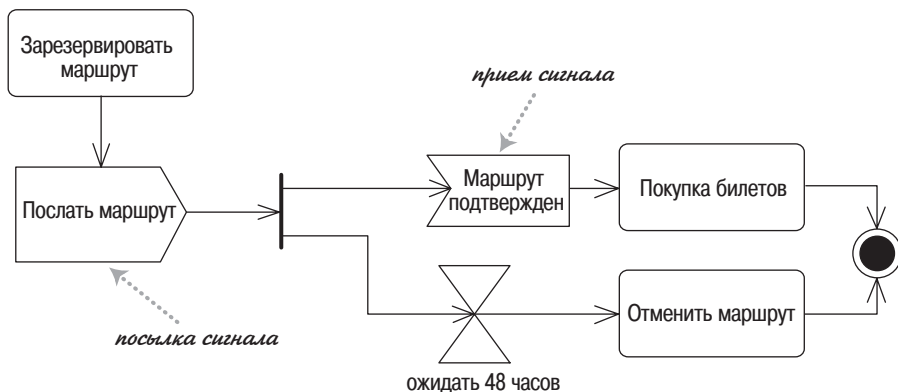 Зарезервировать
маршрут
прием сигнала
Послать маршрут
Маршрут
подтвержден
Покупка билетов
Отменить маршрут
посылка сигнала
ожидать 48 часов